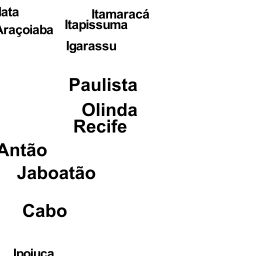 Itamaracá
Itapissuma
Araçoiaba
Igarassu
Paulista
Olinda
Recife
Antão
Jaboatão
Cabo
Ipojuca